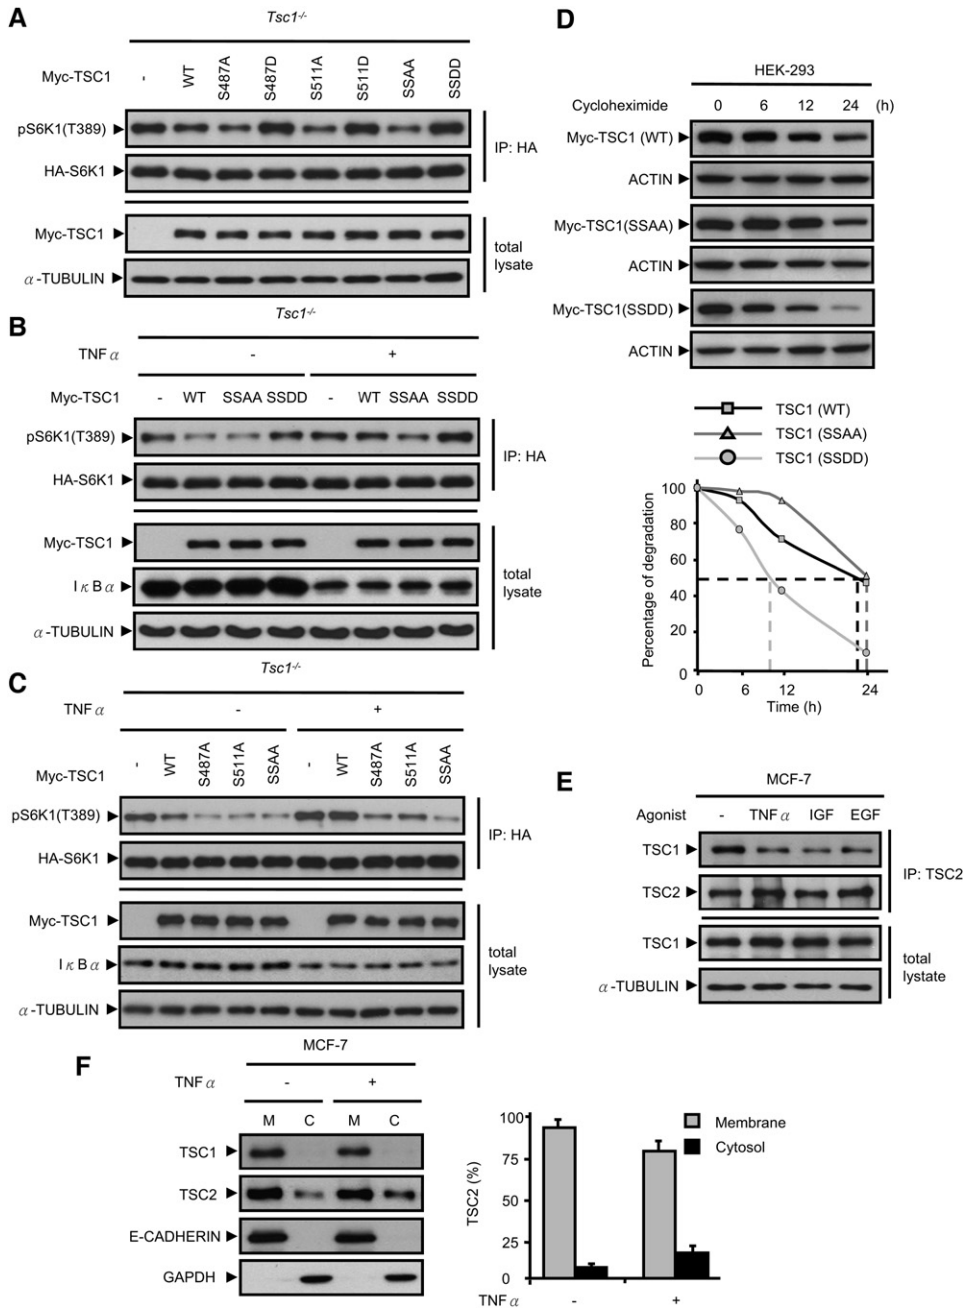 A
Tsc1-/-
Myc-TSC1 - WT S487A S487D S511A S511D SSAA SSDD
pS6K1(T389)
HA-S6K1
IP: HA
Myc-TSC1
α-TUBULIN
total
lysate
B
Tsc1-/-
TNFα - +
Myc-TSC1 - WT SSAA SSDD - WT SSAA SSDD
pS6K1(T389)
HA-S6K1
IP: HA
Myc-TSC1
IκBα
α-TUBULIN
total
lysate
C
Tsc1-/-
TNFα - +
Myc-TSC1 - WT S487A S511A SSAA - WT S487A S511A SSAA
pS6K1(T389)
HA-S6K1
IP: HA
Myc-TSC1
IκBα
α-TUBULIN
total
lysate
D
HEK-293
Cycloheximide 0 6 12 24 (h)
Myc-TSC1 (WT)
ACTIN
Myc-TSC1(SSAA)
ACTIN
Myc-TSC1(SSDD)
ACTIN
TSC1 (WT)
TSC1 (SSAA)
TSC1 (SSDD)
Percentage of degradation
100
80
60
40
20
0
0 6 12 24
Time (h)
E
MCF-7
Agonist - TNFα IGF EGF
TSC1
TSC2
IP: TSC2
TSC1
α-TUBULIN
total
lystate
F
MCF-7
TNFα - +
M C M C
TSC1
TSC2
E-CADHERIN
GAPDH
TSC2 (%)
100
75
50
25
0
Membrane
Cytosol
TNFα - +